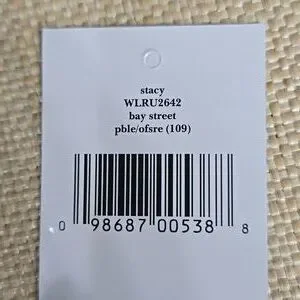 stacy
WLRU2642
bay street
pble/ofsre (109)
0 98687 00538 8